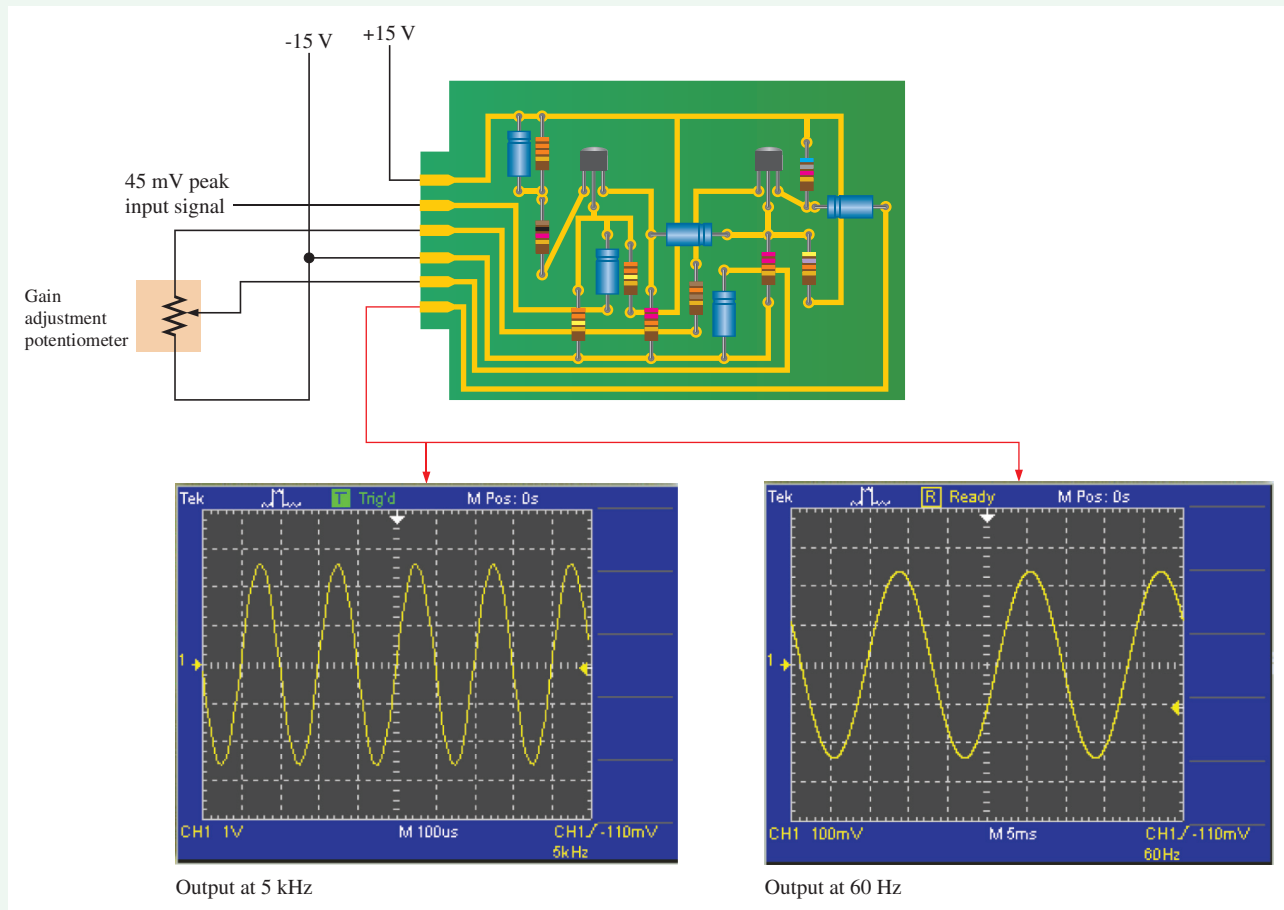 -15 V
+15 V
45 mV peak
input signal
Gain
adjustment
potentiometer
Tek
T
Trig'd
M Pos: 0s
1
CH1 1V
M 100us
CH1 / -110mV
5kHz
Output at 5 kHz
Tek
R
Ready
M Pos: 0s
1
CH1 100mV
M 5ms
CH1 / -110mV
60Hz
Output at 60 Hz